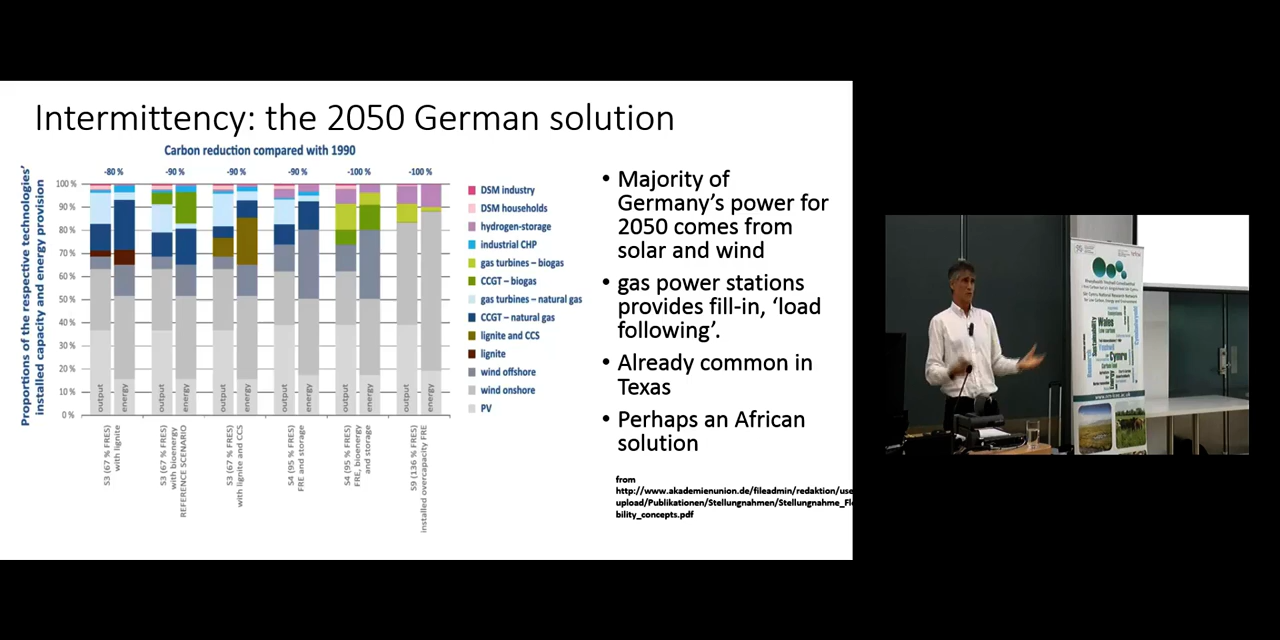 Intermittency: the 2050 German solution
Carbon reduction compared with 1990
-80 %
-90 %
-90 %
-90 %
-100 %
-100 %
Proportions of the respective technologies'
installed capacity and energy provision
100 %
90 %
80 %
70 %
60 %
50 %
40 %
30 %
20 %
10 %
0 %
output
energy
output
energy
output
energy
output
energy
output
energy
output
energy
S3 (67 % FRES)
with lignite
S3 (67 % FRES)
with bioenergy
REFERENCE SCENARIO
S3 (67 % FRES)
with lignite and CCS
S4 (95 % FRES)
FRE and storage
S4 (95 % FRES)
FRE, bioenergy
and storage
S9 (136 % FRES)
installed overcapacity FRE
DSM industry
DSM households
hydrogen-storage
industrial CHP
gas turbines – biogas
CCGT – biogas
gas turbines – natural gas
CCGT – natural gas
lignite and CCS
lignite
wind offshore
wind onshore
PV
• Majority of
Germany's power for
2050 comes from
solar and wind
• gas power stations
provides fill-in, 'load
following'.
• Already common in
Texas
• Perhaps an African
solution
from
http://www.akademienunion.de/fileadmin/redaktion/use
upload/Publikationen/Stellungnahmen/Stellungnahme_Fle
bility_concepts.pdf
Wales
Cymru